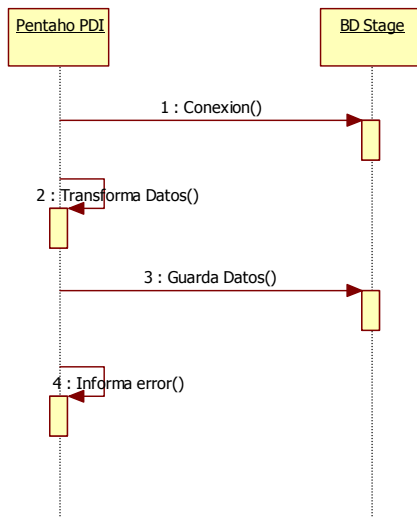 Pentaho PDI
BD Stage
1 : Conexion()
2 : Transforma Datos()
3 : Guarda Datos()
4 : Informa error()